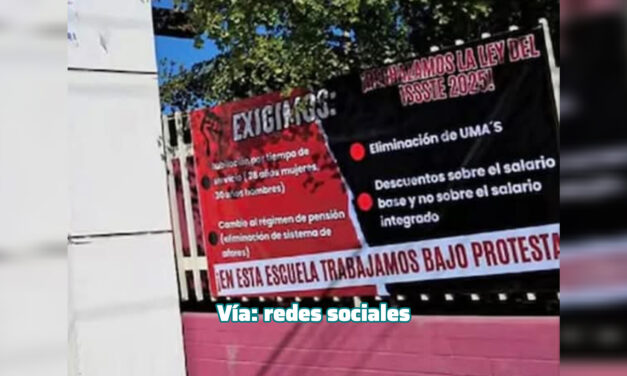 EXIGIMOS:
Jubilación por tiempo de
servicio ( 28 años mujeres,
30 años hombres)
Cambio al régimen de pensión
(eliminación de sistema de
afores)
LA LEY DEL
ISSSTE 2025!
Eliminación de UMA´S
Descuentos sobre el salario
base y no sobre el salario
integrado
¡EN ESTA ESCUELA TRABAJAMOS BAJO PROTESTA
Vía: redes sociales